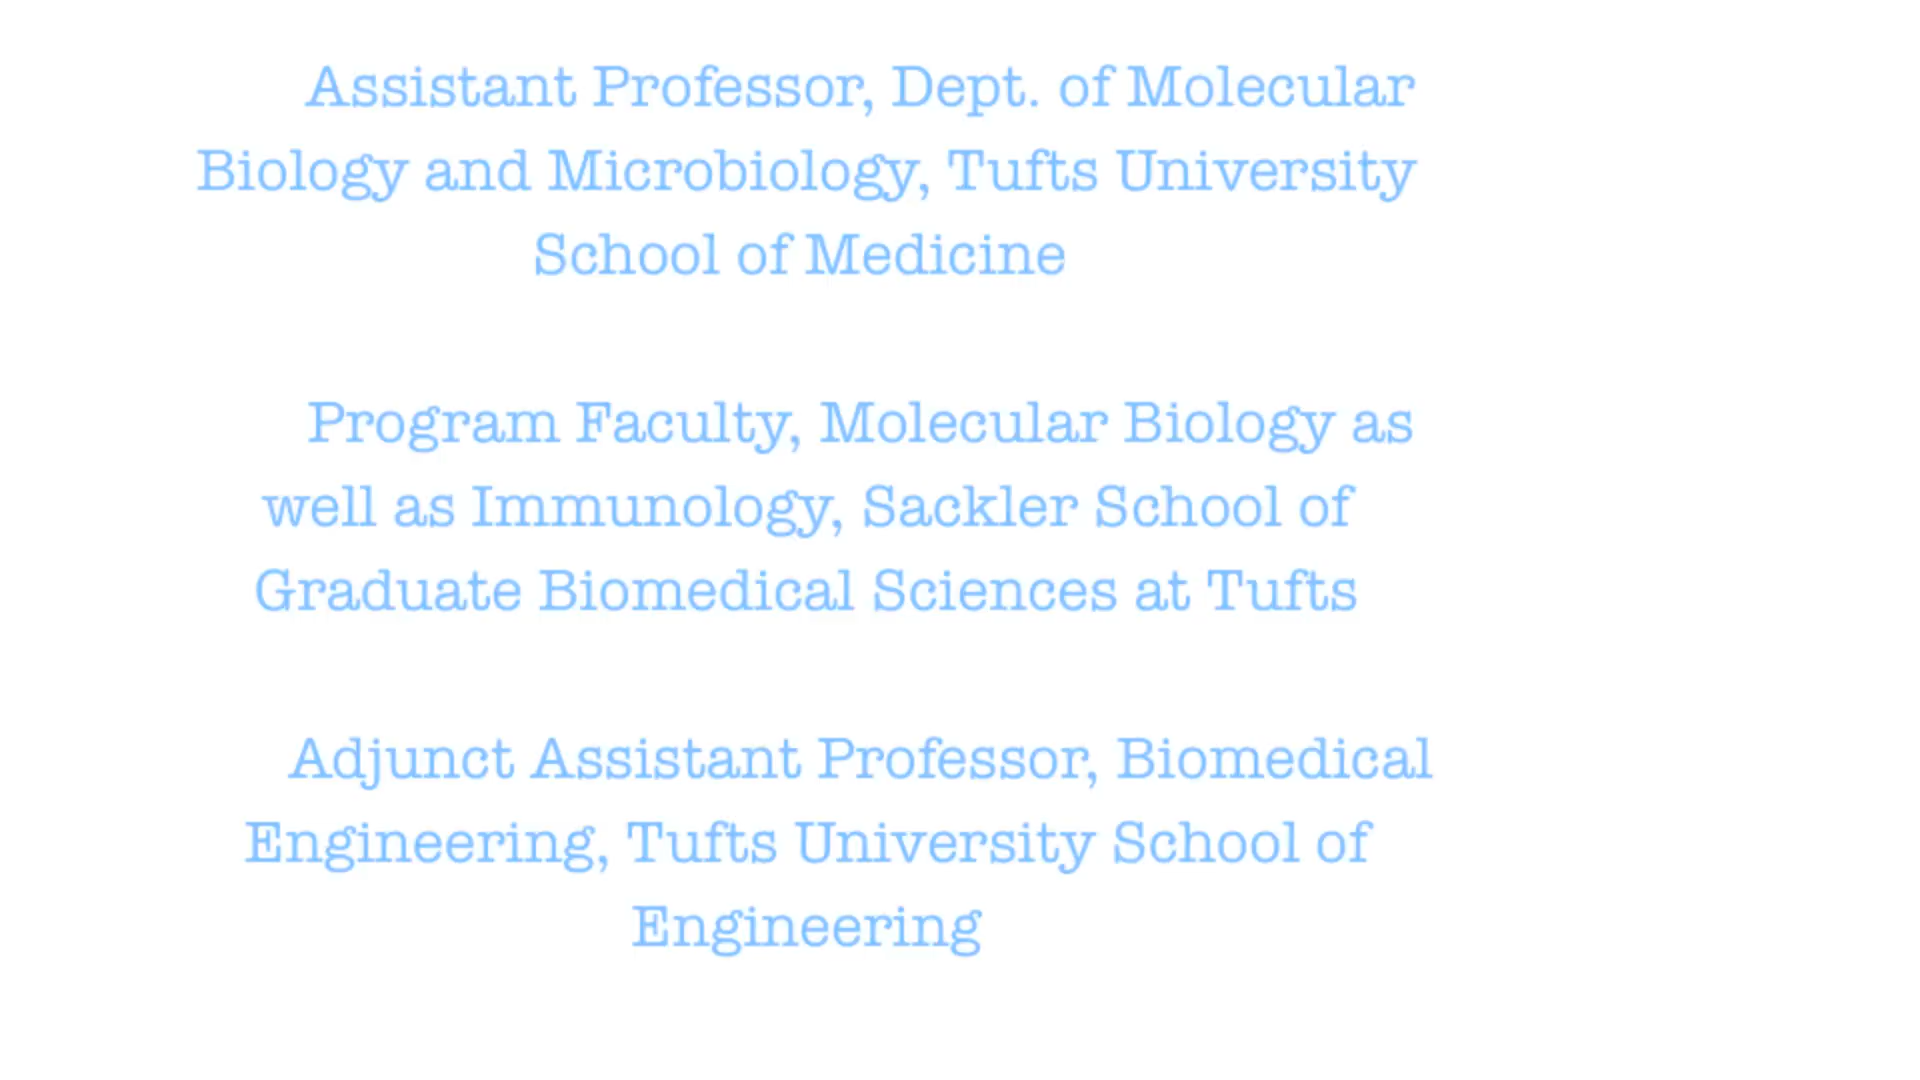 Assistant Professor, Dept. of Molecular
Biology and Microbiology, Tufts University
School of Medicine
Program Faculty, Molecular Biology as
well as Immunology, Sackler School of
Graduate Biomedical Sciences at Tufts
Adjunct Assistant Professor, Biomedical
Engineering, Tufts University School of
Engineering